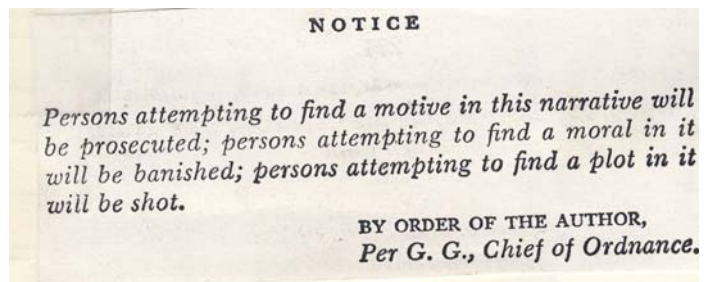 NOTICE
Persons attempting to find a motive in this narrative will
be prosecuted; persons attempting to find a moral in it
will be banished; persons attempting to find a plot in it
will be shot.
BY ORDER OF THE AUTHOR,
Per G. G., Chief of Ordnance.